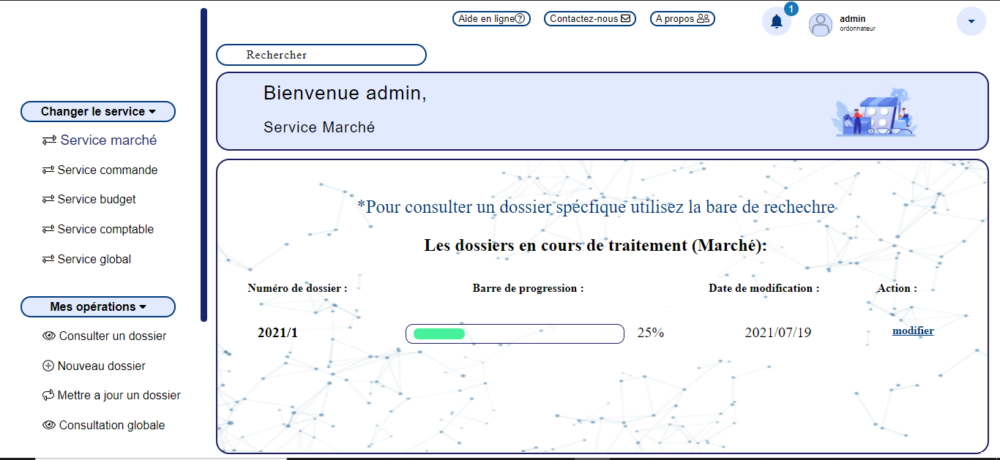 Aide en ligne
Contactez-nous
A propos
1
admin
ordonnateur
Rechercher
Bienvenue admin,
Service Marché
Changer le service
Service marché
Service commande
Service budget
Service comptable
Service global
Mes opérations
Consulter un dossier
Nouveau dossier
Mettre a jour un dossier
Consultation globale
*Pour consulter un dossier spécfique utilisez la bare de rechechre
Les dossiers en cours de traitement (Marché):
Numéro de dossier : Barre de progression : Date de modification : Action :
2021/1 25% 2021/07/19 modifier